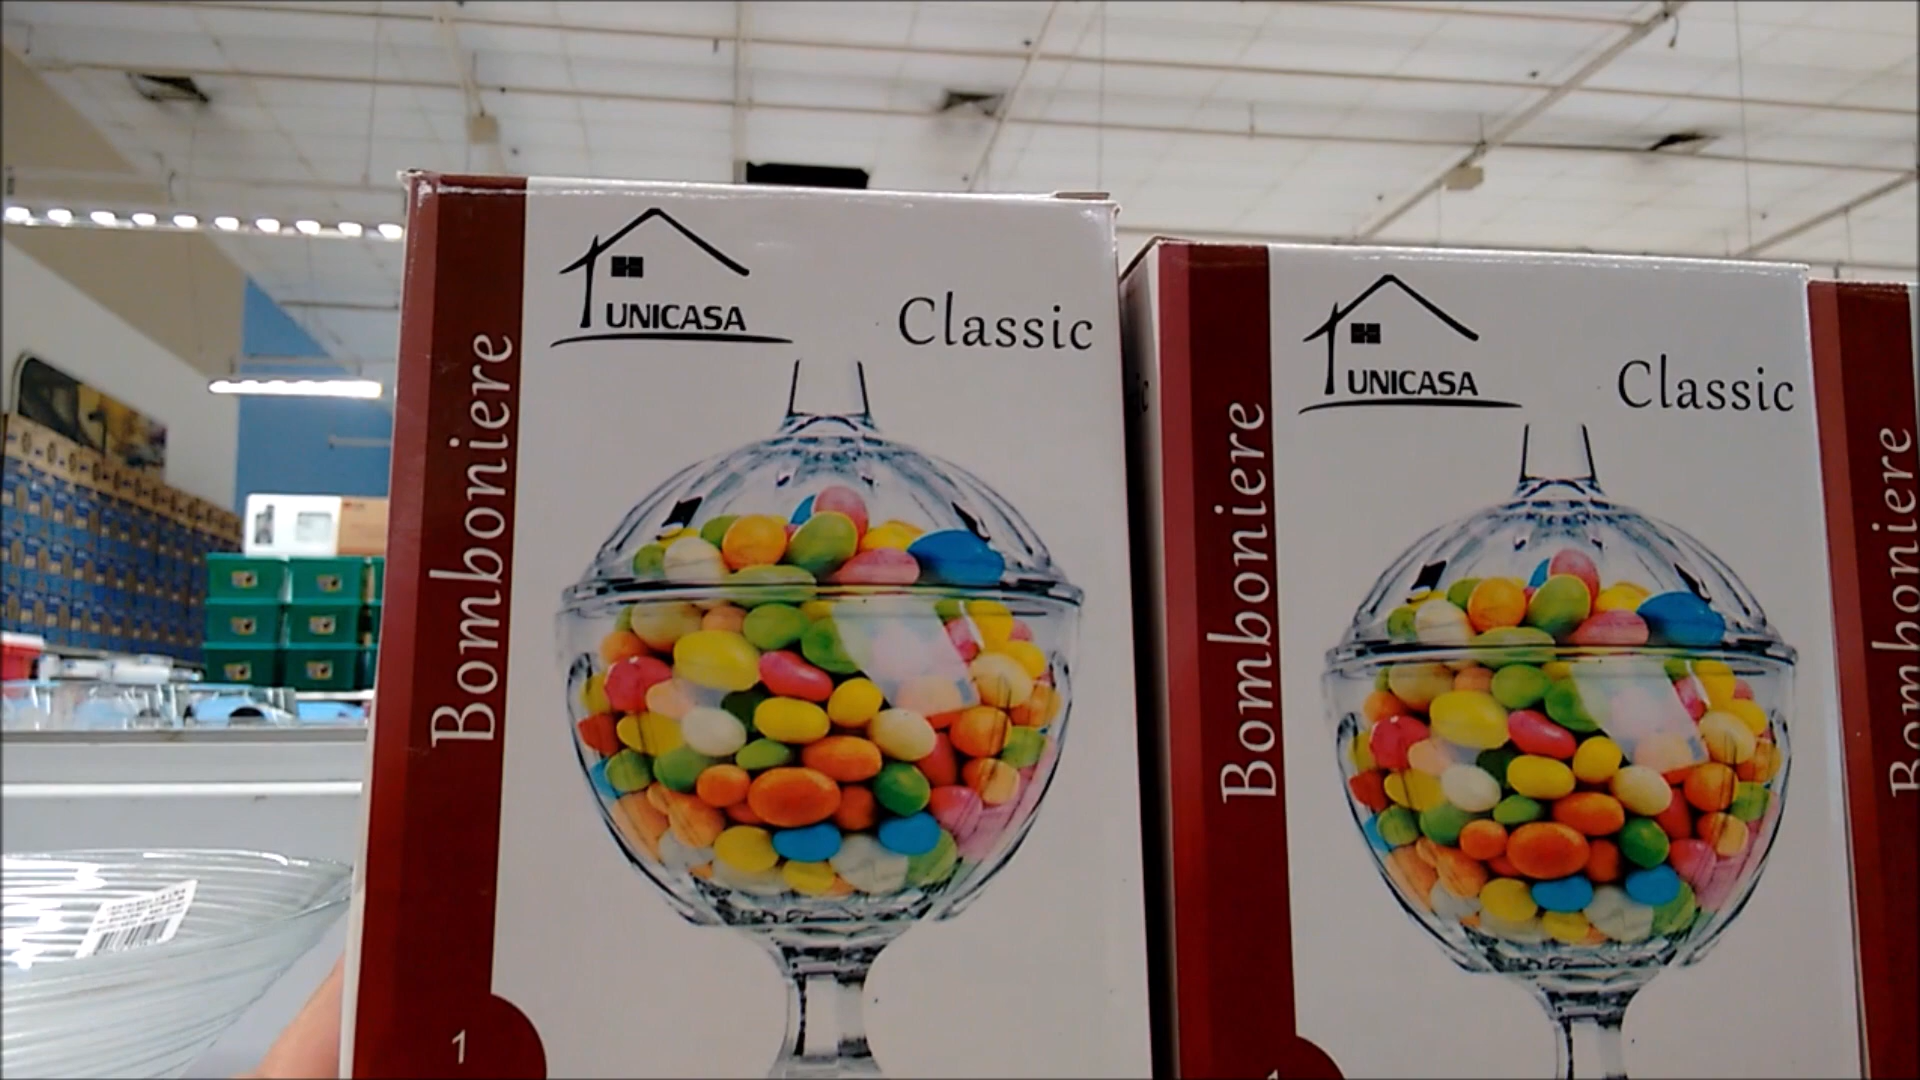 UNICASA
Classic
Bomboniere
1
UNICASA
Classic
Bomboniere
Bomboniere